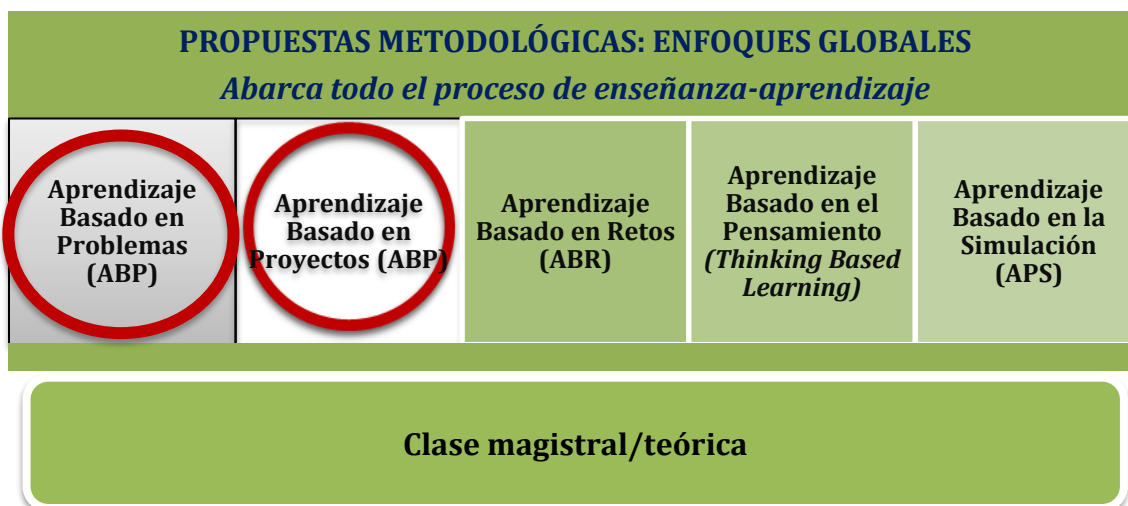 PROPUESTAS METODOLÓGICAS: ENFOQUES GLOBALES
Abarca todo el proceso de enseñanza-aprendizaje
Aprendizaje
Basado en
Problemas
(ABP)
Aprendizaje
Basado en
Proyectos (ABP)
Aprendizaje
Basado en Retos
(ABR)
Aprendizaje
Basado en el
Pensamiento
(Thinking Based
Learning)
Aprendizaje
Basado en la
Simulación
(APS)
Clase magistral/teórica